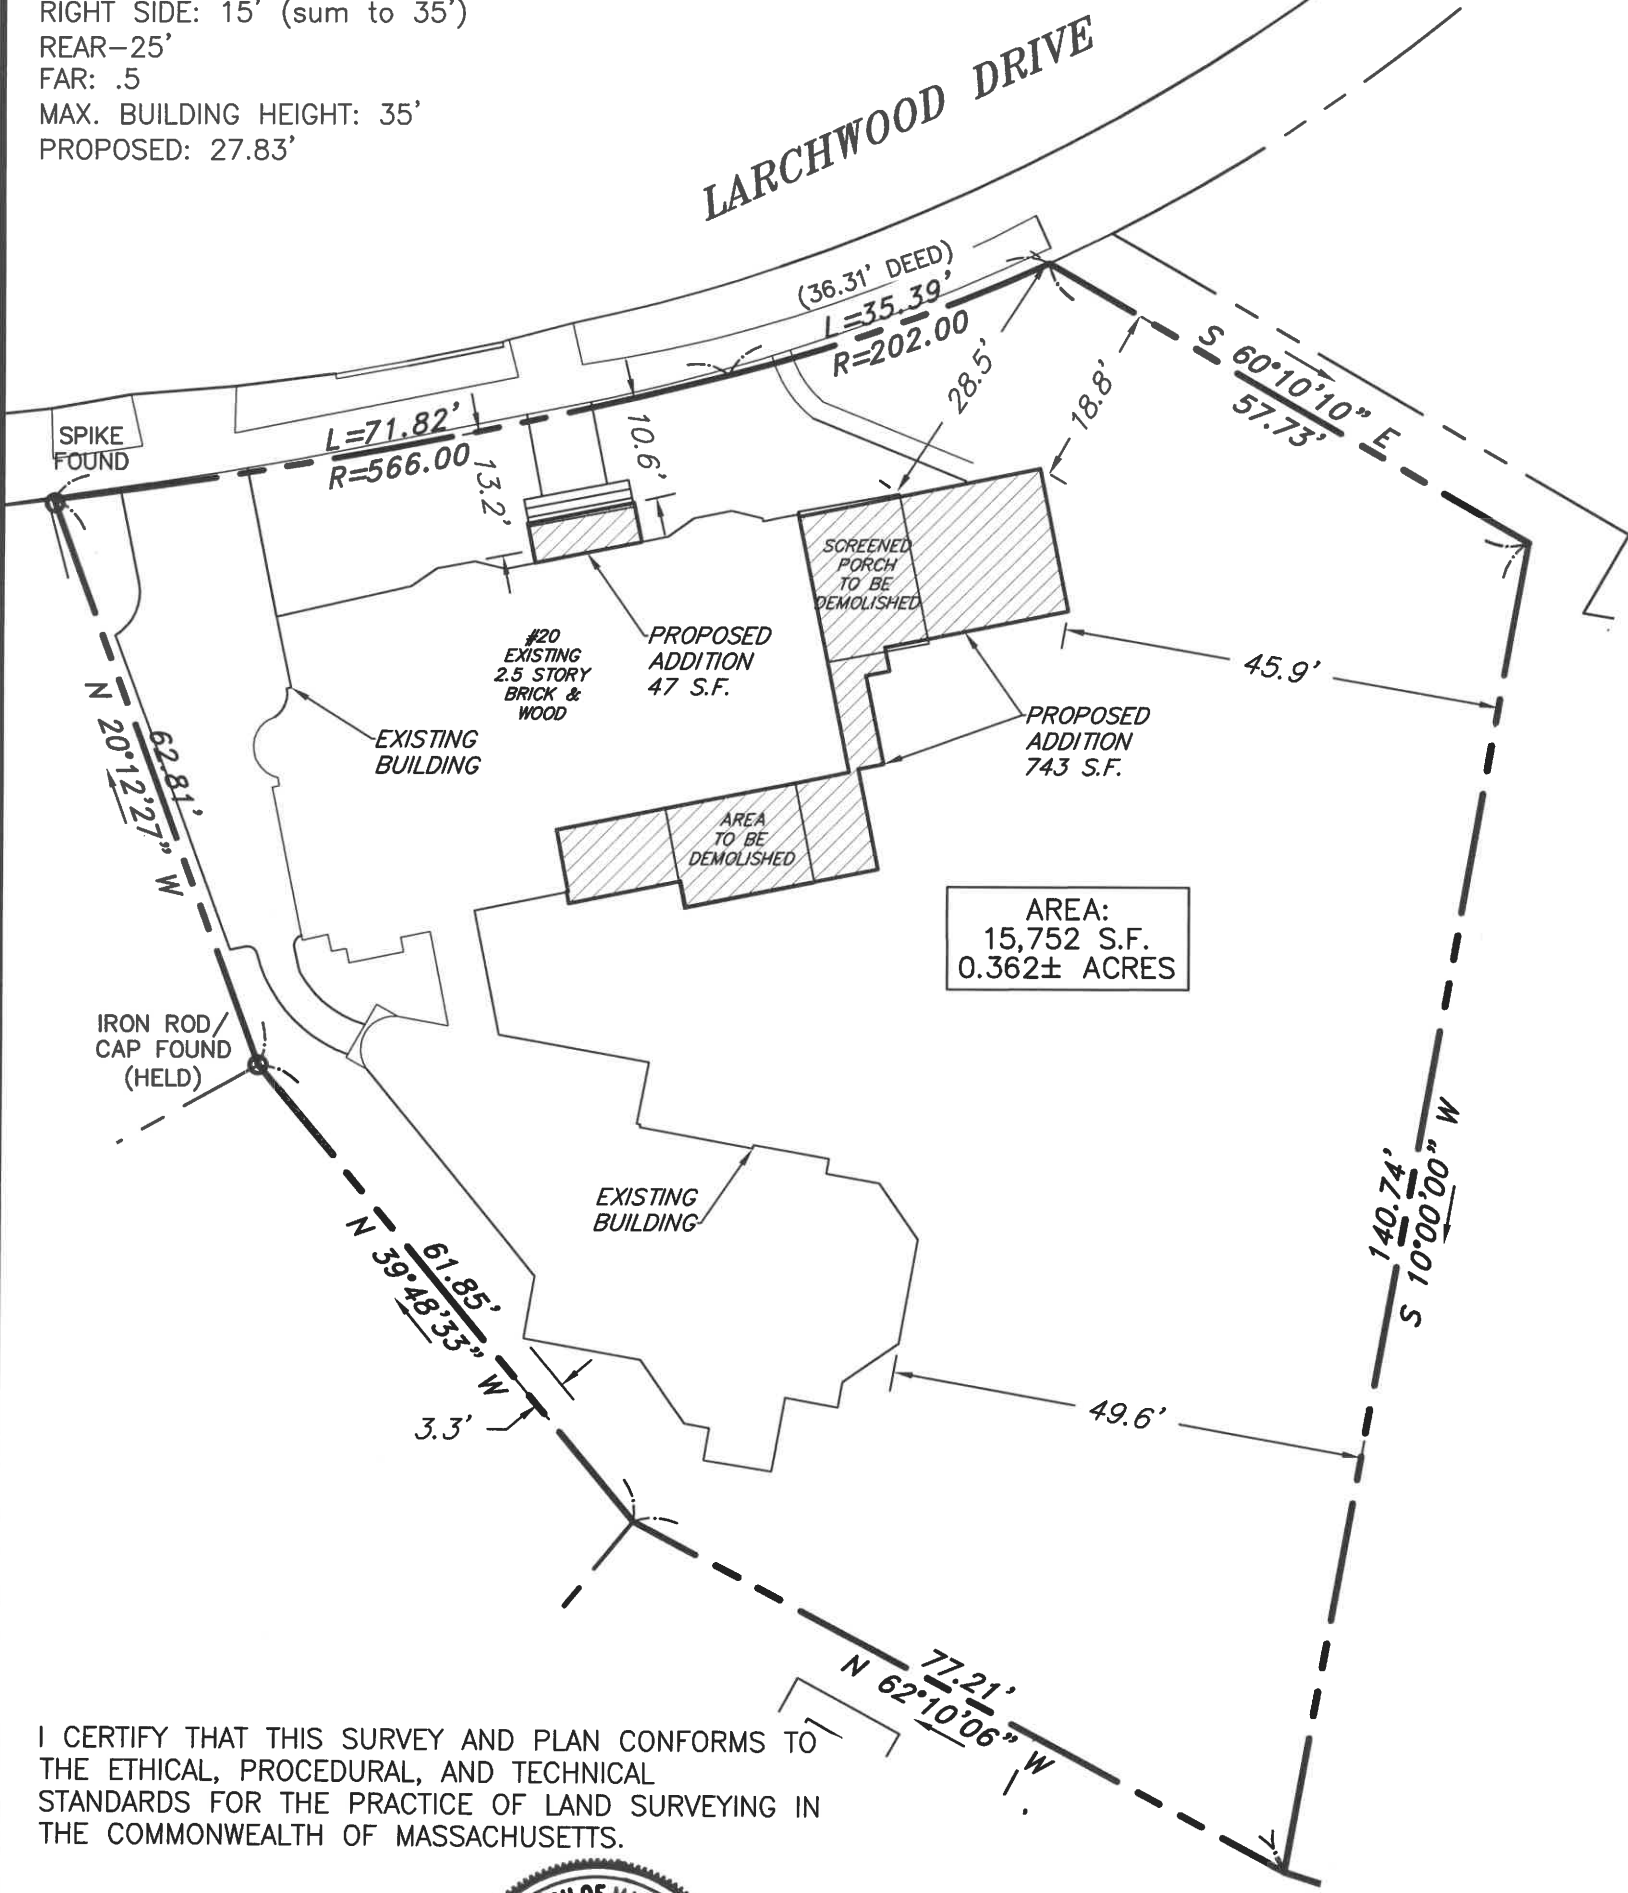 RIGHT SIDE: 15' (sum to 35')
REAR-25'
FAR: .5
MAX. BUILDING HEIGHT: 35'
PROPOSED: 27.83'
LARCHWOOD DRIVE
(36.31' DEED)
L=35.39'
R=202.00
28.5'
18.8'
S 60°10'10" E
57.73'
SPIKE
FOUND
L=71.82'
R=566.00
13.2'
10.6'
SCREENED
PORCH
TO BE
DEMOLISHED
#20
EXISTING
2.5 STORY
BRICK &
WOOD
PROPOSED
ADDITION
47 S.F.
45.9'
EXISTING
BUILDING
PROPOSED
ADDITION
743 S.F.
62.81'
N 20°12'27" W
AREA
TO BE
DEMOLISHED
AREA:
15,752 S.F.
0.362± ACRES
IRON ROD/
CAP FOUND
(HELD)
EXISTING
BUILDING
140.74'
S 10°00'00" W
61.85'
N 39°48'33" W
3.3'
49.6'
77.21'
N 62°10'06" W
I CERTIFY THAT THIS SURVEY AND PLAN CONFORMS TO
THE ETHICAL, PROCEDURAL, AND TECHNICAL
STANDARDS FOR THE PRACTICE OF LAND SURVEYING IN
THE COMMONWEALTH OF MASSACHUSETTS.
OF